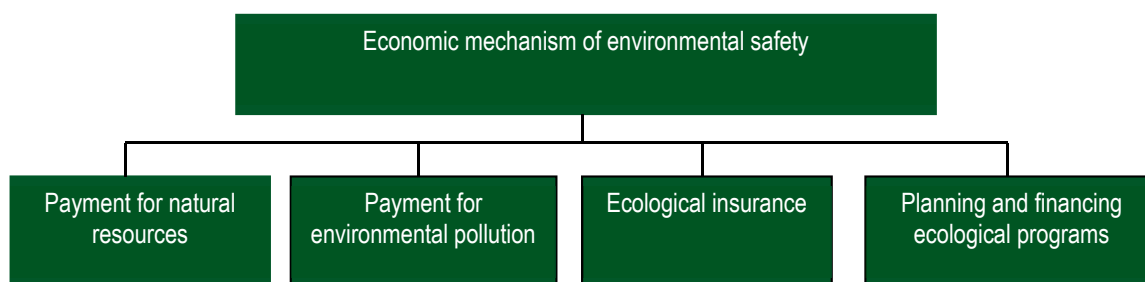 Economic mechanism of environmental safety
Payment for natural
resources
Payment for
environmental pollution
Ecological insurance
Planning and financing
ecological programs